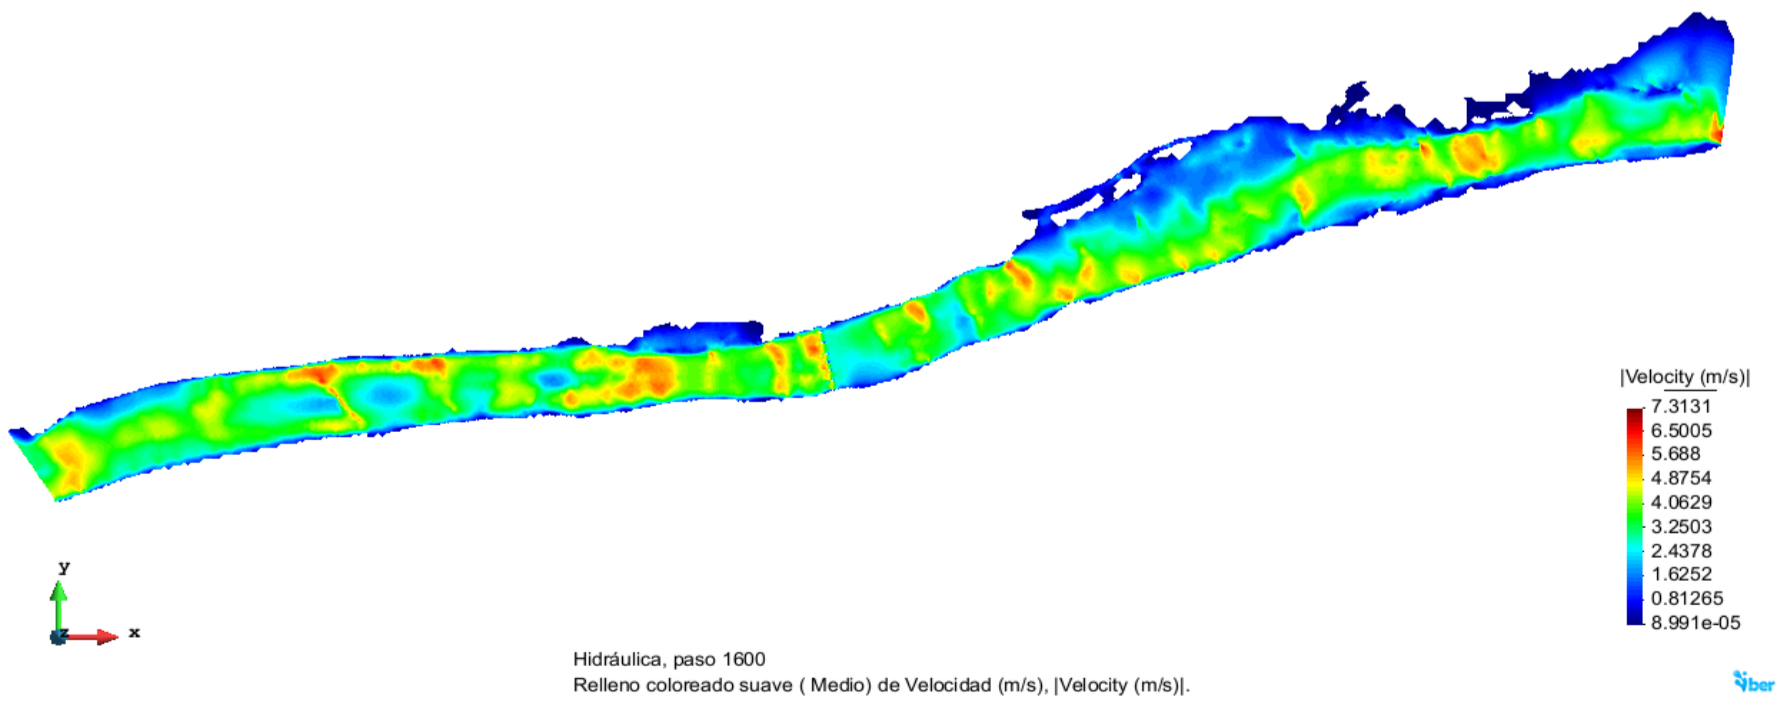 |Velocity (m/s)|
7.3131
6.5005
5.688
4.8754
4.0629
3.2503
2.4378
1.6252
0.81265
8.991e-05
y
z
x
Hidráulica, paso 1600
Relleno coloreado suave ( Medio) de Velocidad (m/s), |Velocity (m/s)|.
iber